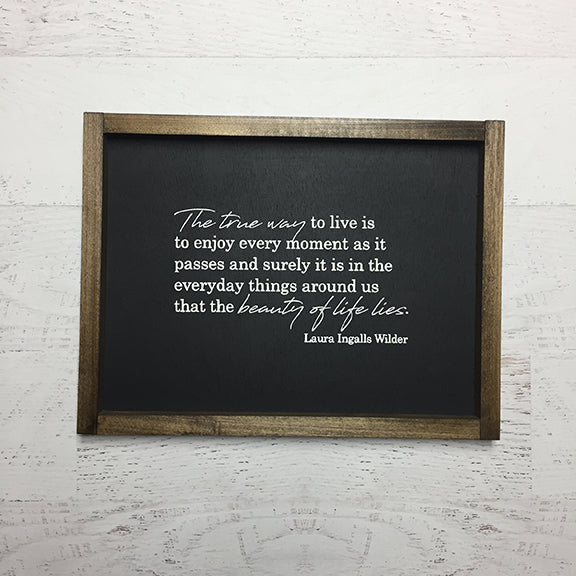 The true way to live is
to enjoy every moment as it
passes and surely it is in the
everyday things around us
that the beauty of life lies.
Laura Ingalls Wilder